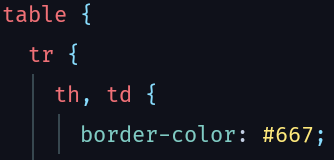 table {
  tr {
    th, td {
      border-color: #667;